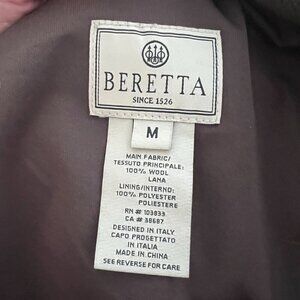 BERETTA
SINCE 1526
M
MAIN FABRIC/
TESSUTO PRINCIPALE:
100% WOOL
LANA
LINING/INTERNO:
100% POLYESTER
POLIESTERE
RN # 103833
CA # 38687
DESIGNED IN ITALY
CAPO PROGETTATO
IN ITALIA
MADE IN CHINA
SEE REVERSE FOR CARE